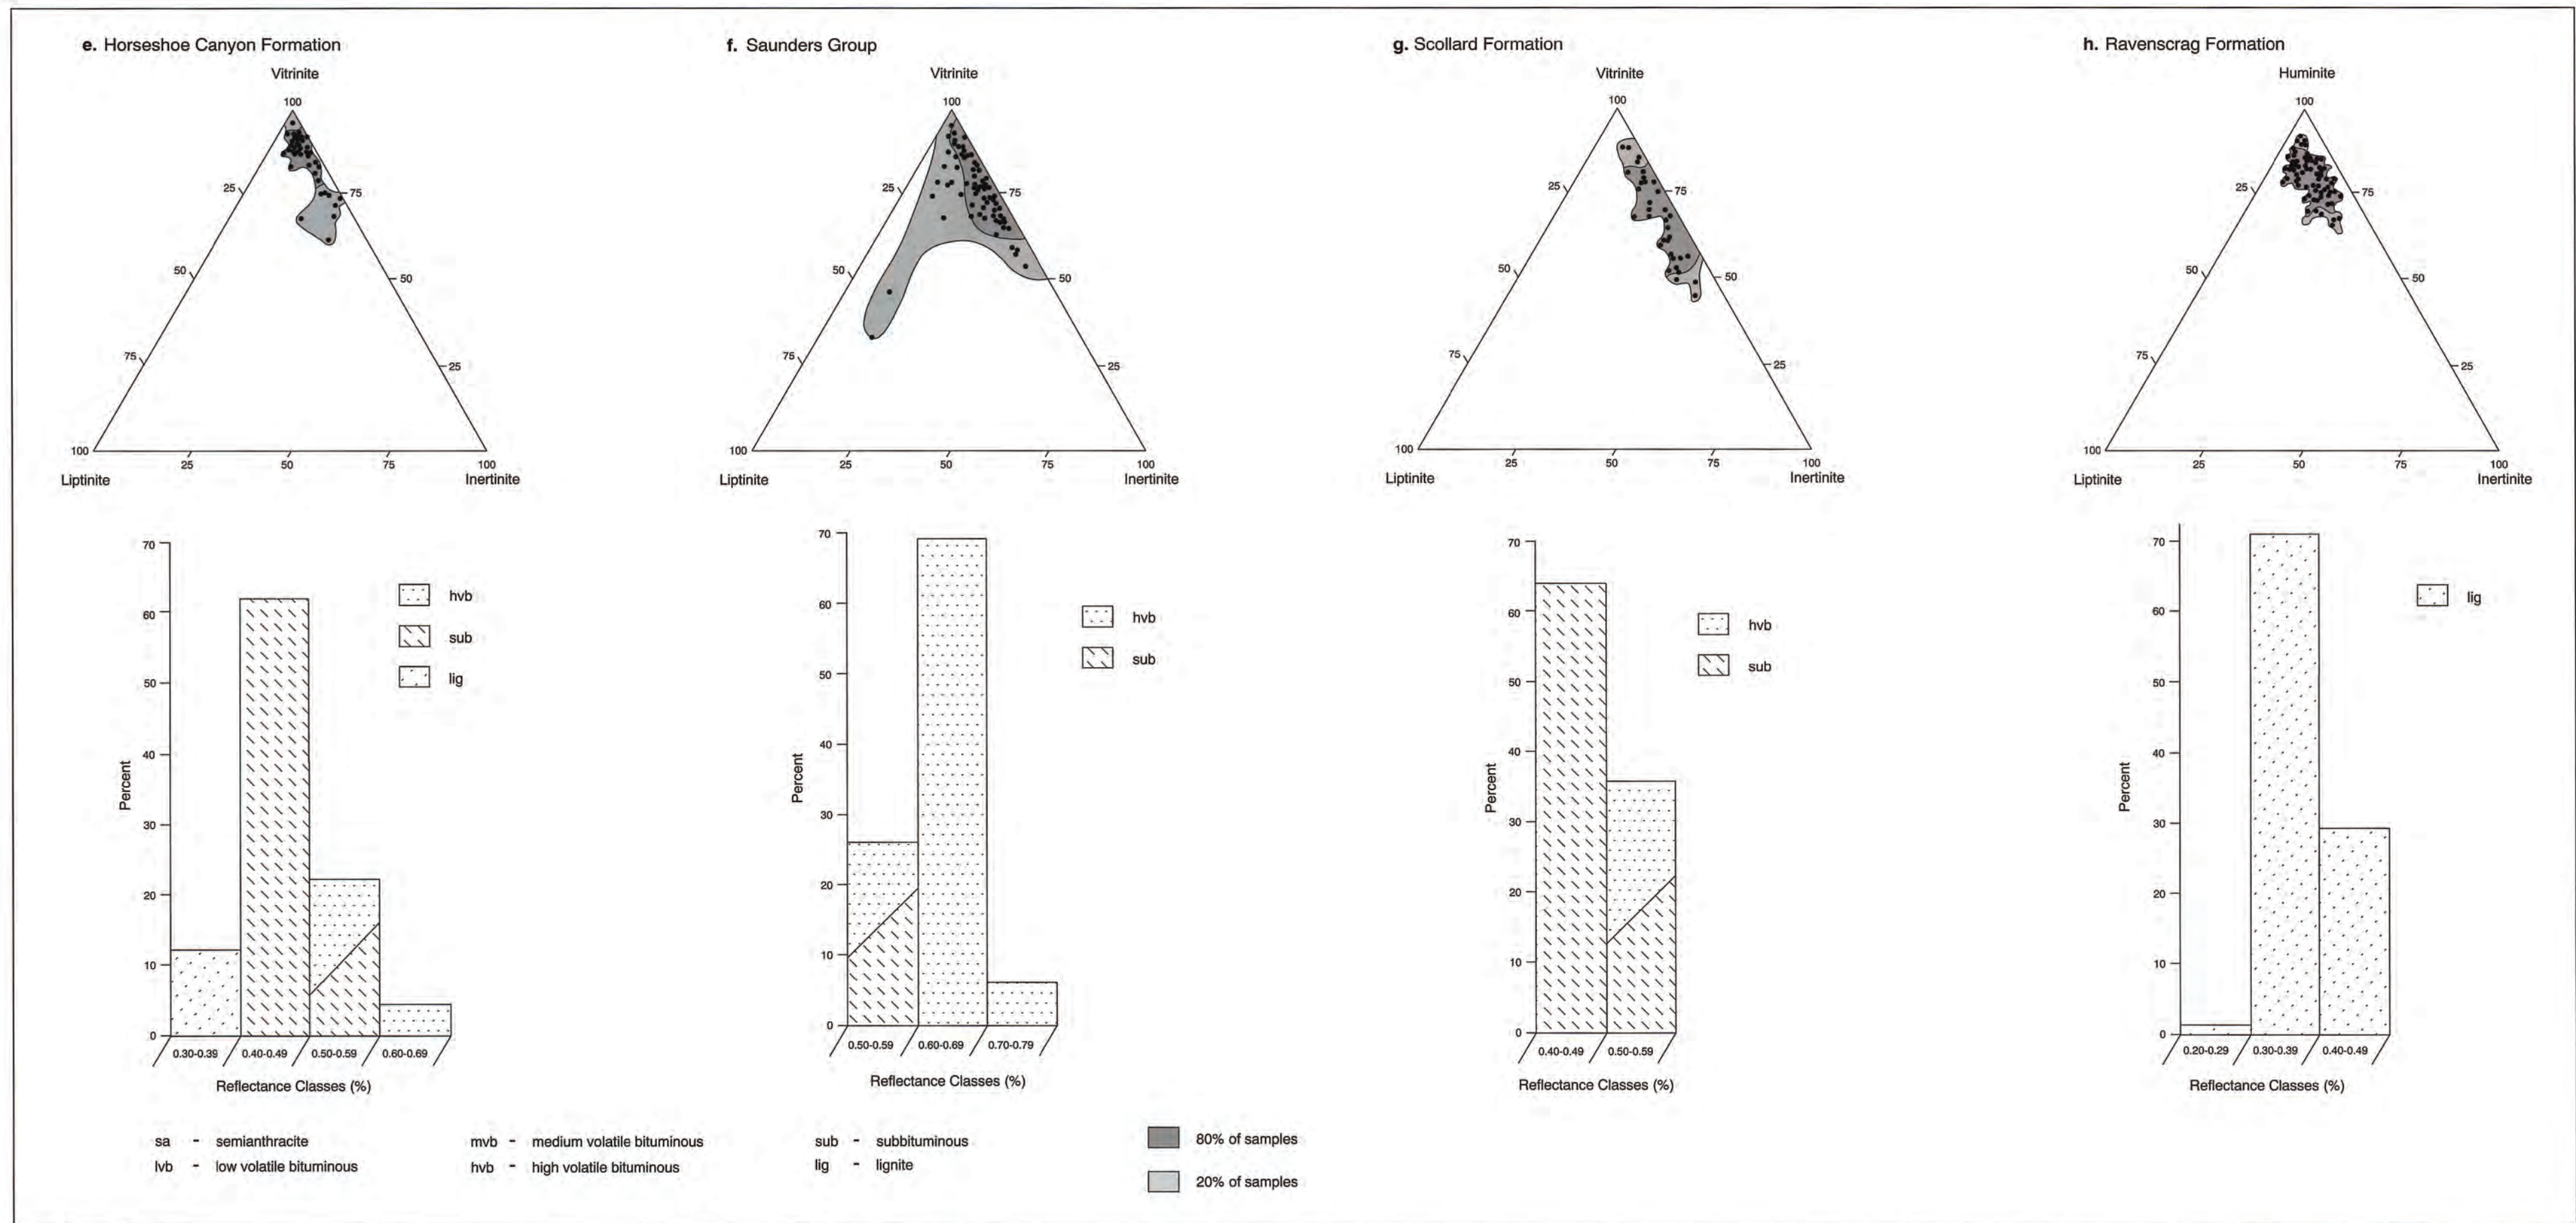 e. Horseshoe Canyon Formation
Vitrinite
100
25
75
50
50
75
25
100
25
50
75
100
Liptinite
Inertinite
f. Saunders Group
Vitrinite
100
25
75
50
50
75
25
100
25
50
75
100
Liptinite
Inertinite
g. Scollard Formation
Vitrinite
100
25
75
50
50
75
25
100
25
50
75
100
Liptinite
Inertinite
h. Ravenscrag Formation
Huminite
100
25
75
50
50
75
25
100
25
50
75
100
Liptinite
Inertinite
70
60
50
40
30
20
10
0
Percent
hvb
sub
lig
0.30-0.39 0.40-0.49 0.50-0.59 0.60-0.69
Reflectance Classes (%)
70
60
50
40
30
20
10
0
Percent
hvb
sub
0.50-0.59 0.60-0.69 0.70-0.79
Reflectance Classes (%)
70
60
50
40
30
20
10
0
Percent
hvb
sub
0.40-0.49 0.50-0.59
Reflectance Classes (%)
70
60
50
40
30
20
10
0
Percent
lig
0.20-0.29 0.30-0.39 0.40-0.49
Reflectance Classes (%)
sa - semianthracite
lvb - low volatile bituminous
mvb - medium volatile bituminous
hvb - high volatile bituminous
sub - subbituminous
lig - lignite
80% of samples
20% of samples